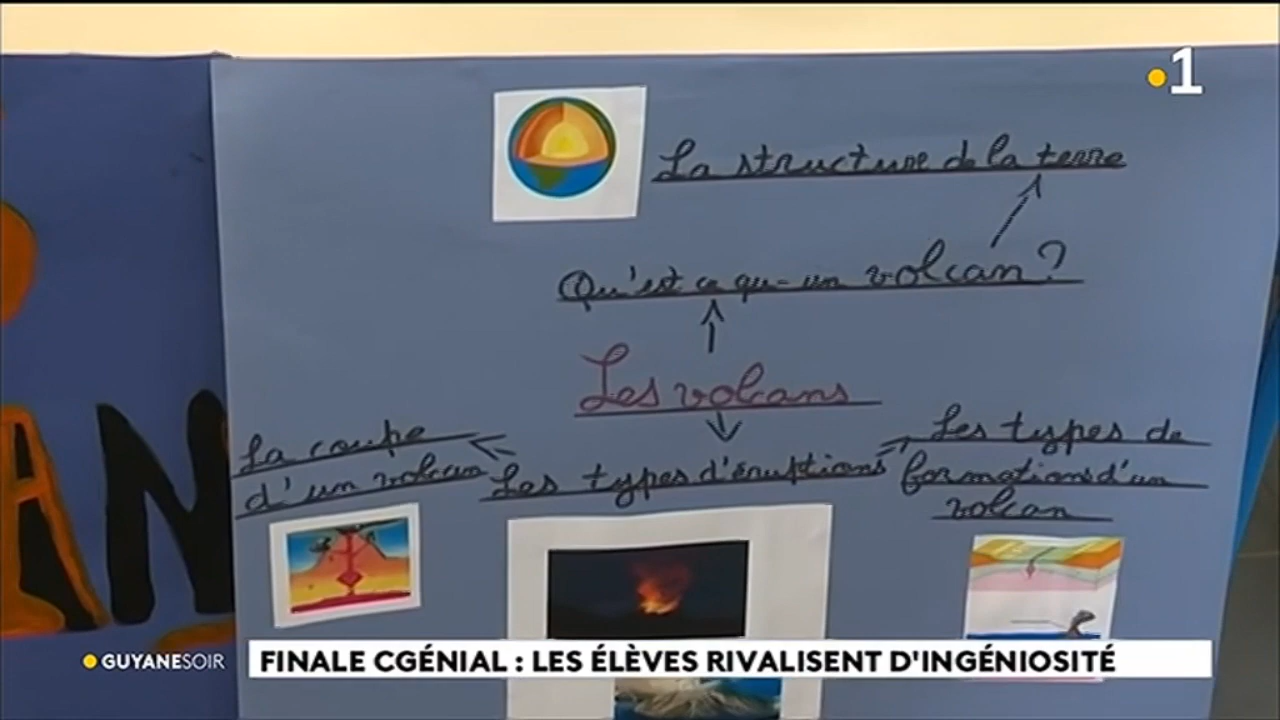 1
La structure de la terre
Qu'est ce qu-un volcan?
Les volcans
La coupe
d'un volcan
Les types d'éruptions
Les types de
formations d'un
volcan
AN
GUYANESOIR
FINALE CGÉNIAL : LES ÉLÈVES RIVALISENT D'INGÉNIOSITÉ